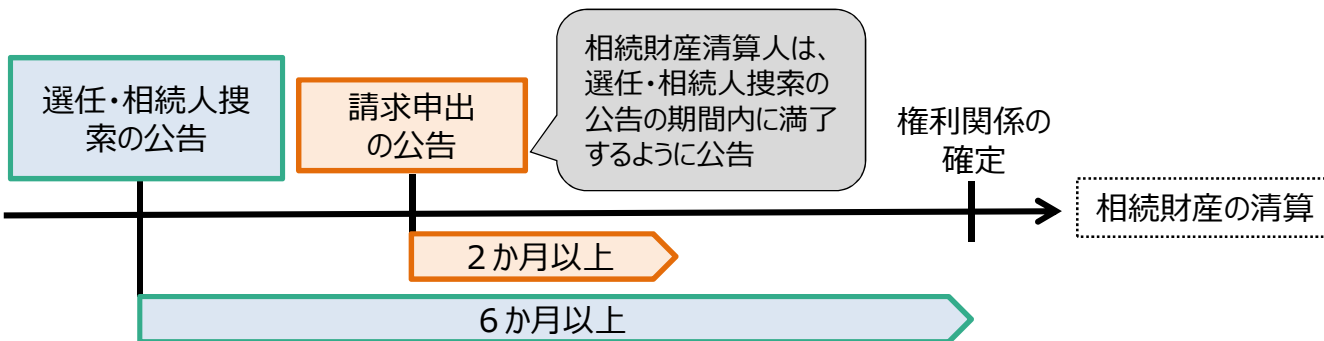 選任・相続人捜
索の公告
請求申出
の公告
相続財産清算人は、
選任・相続人捜索の
公告の期間内に満了
するように公告
権利関係の
確定
相続財産の清算
２か月以上
６か月以上